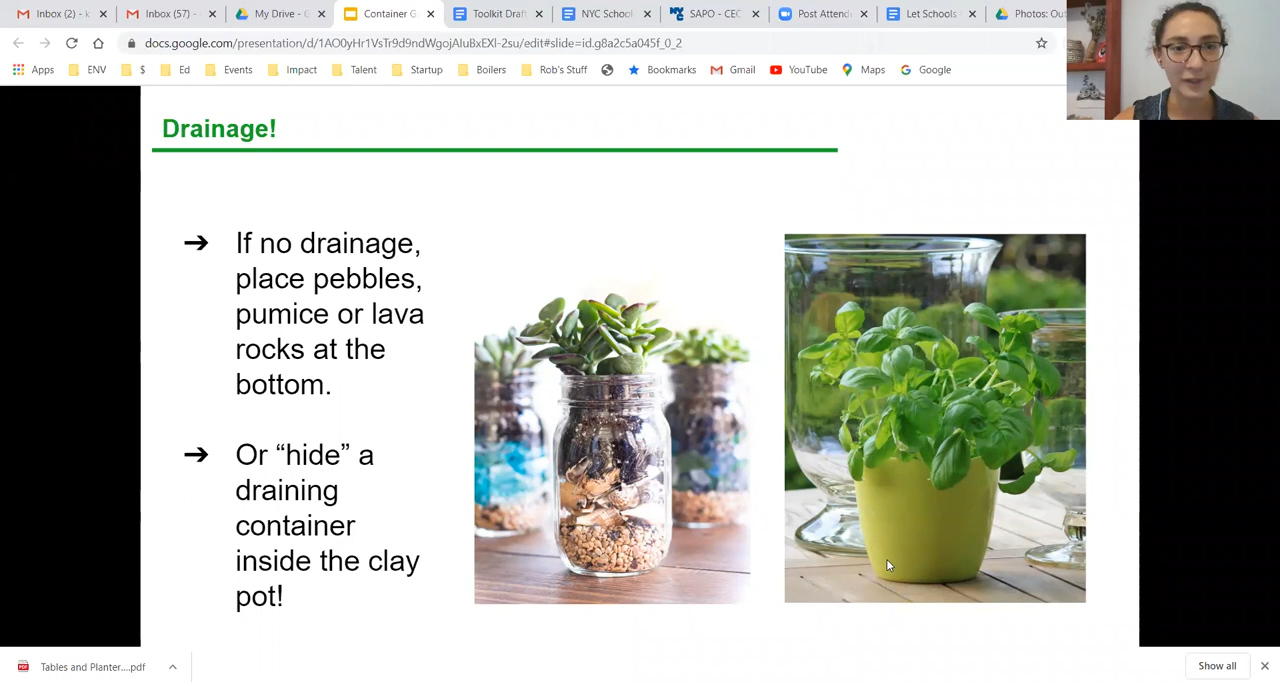 Inbox (2) - k
Inbox (57) -
My Drive - G
Container G
Toolkit Draf
NYC School
SAPO - CEC
Post Attend
Let Schools
Photos: Ou
docs.google.com/presentation/d/1AO0yHr1VsTr9d9ndWgojAIuBxEXl-2su/edit#slide=id.g8a2c5a045f_0_2
Apps ENV $ Ed Events Impact Talent Startup Boilers Rob's Stuff Bookmarks Gmail YouTube Maps Google
Drainage!
➔ If no drainage,
place pebbles,
pumice or lava
rocks at the
bottom.
➔ Or “hide” a
draining
container
inside the clay
pot!
Tables and Planter....pdf
Show all